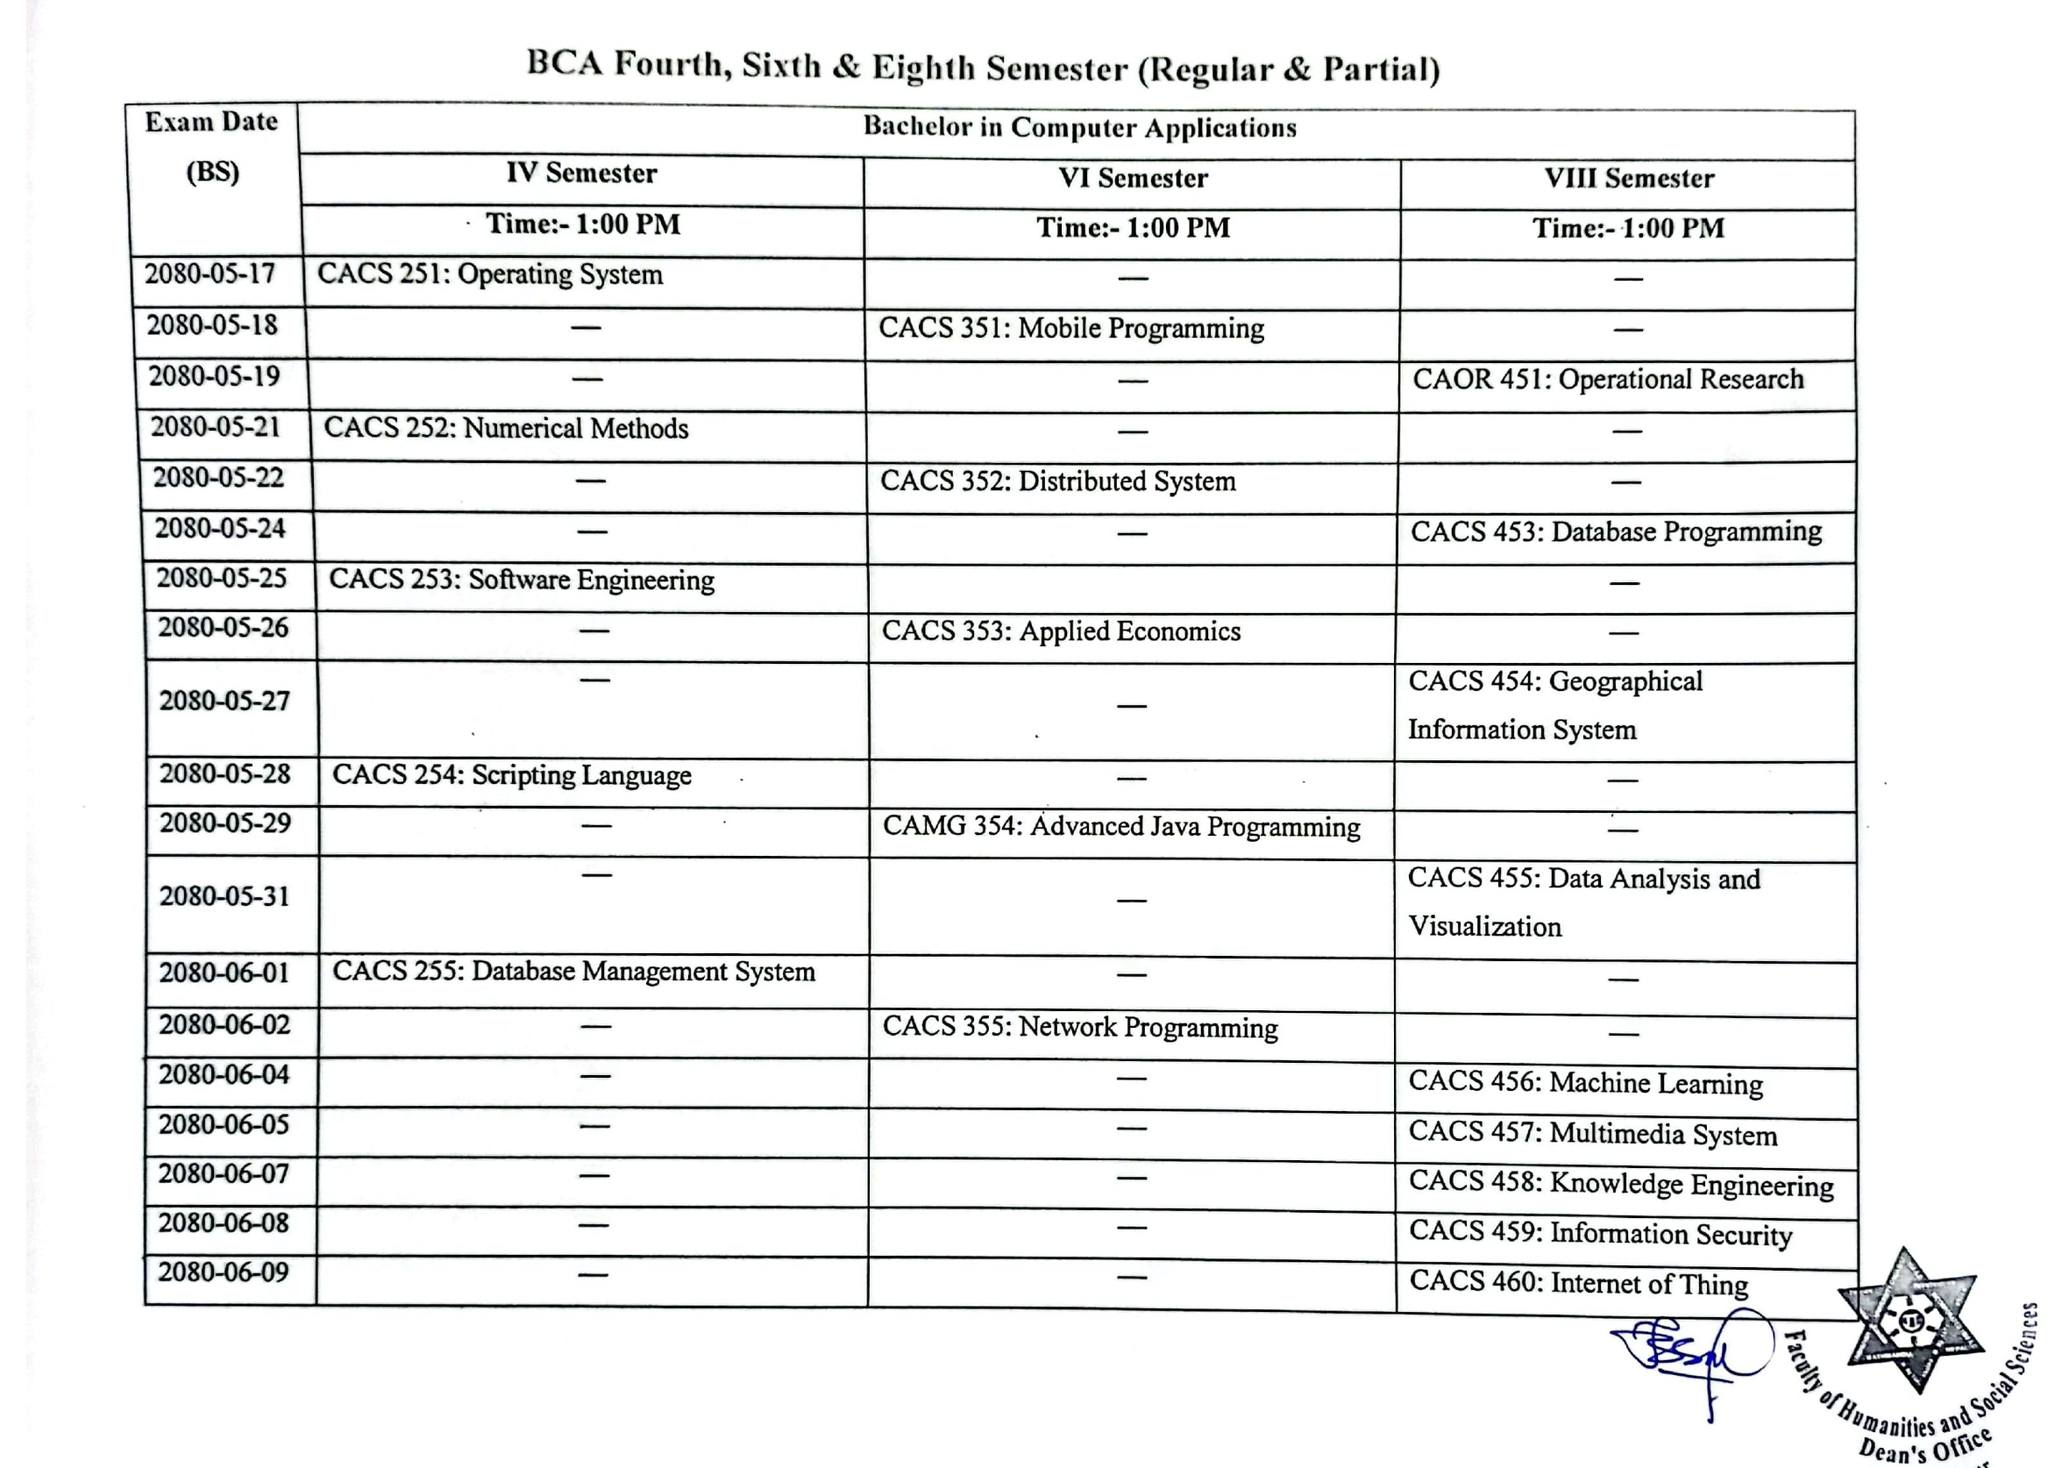 BCA Fourth, Sixth & Eighth Semester (Regular & Partial)
Exam Date
(BS)
Bachelor in Computer Applications
IV Semester VI Semester VIII Semester
Time:- 1:00 PM Time:- 1:00 PM Time:- 1:00 PM
2080-05-17 CACS 251: Operating System — —
2080-05-18 — CACS 351: Mobile Programming —
2080-05-19 — — CAOR 451: Operational Research
2080-05-21 CACS 252: Numerical Methods — —
2080-05-22 — CACS 352: Distributed System —
2080-05-24 — — CACS 453: Database Programming
2080-05-25 CACS 253: Software Engineering —
2080-05-26 — CACS 353: Applied Economics —
2080-05-27 — — CACS 454: Geographical
Information System
2080-05-28 CACS 254: Scripting Language — —
2080-05-29 — CAMG 354: Advanced Java Programming —
2080-05-31 — — CACS 455: Data Analysis and
Visualization
2080-06-01 CACS 255: Database Management System — —
2080-06-02 — CACS 355: Network Programming —
2080-06-04 — — CACS 456: Machine Learning
2080-06-05 — — CACS 457: Multimedia System
2080-06-07 — — CACS 458: Knowledge Engineering
2080-06-08 — — CACS 459: Information Security
2080-06-09 — — CACS 460: Internet of Thing
Faculty of Humanities and Social Sciences
Dean's Office